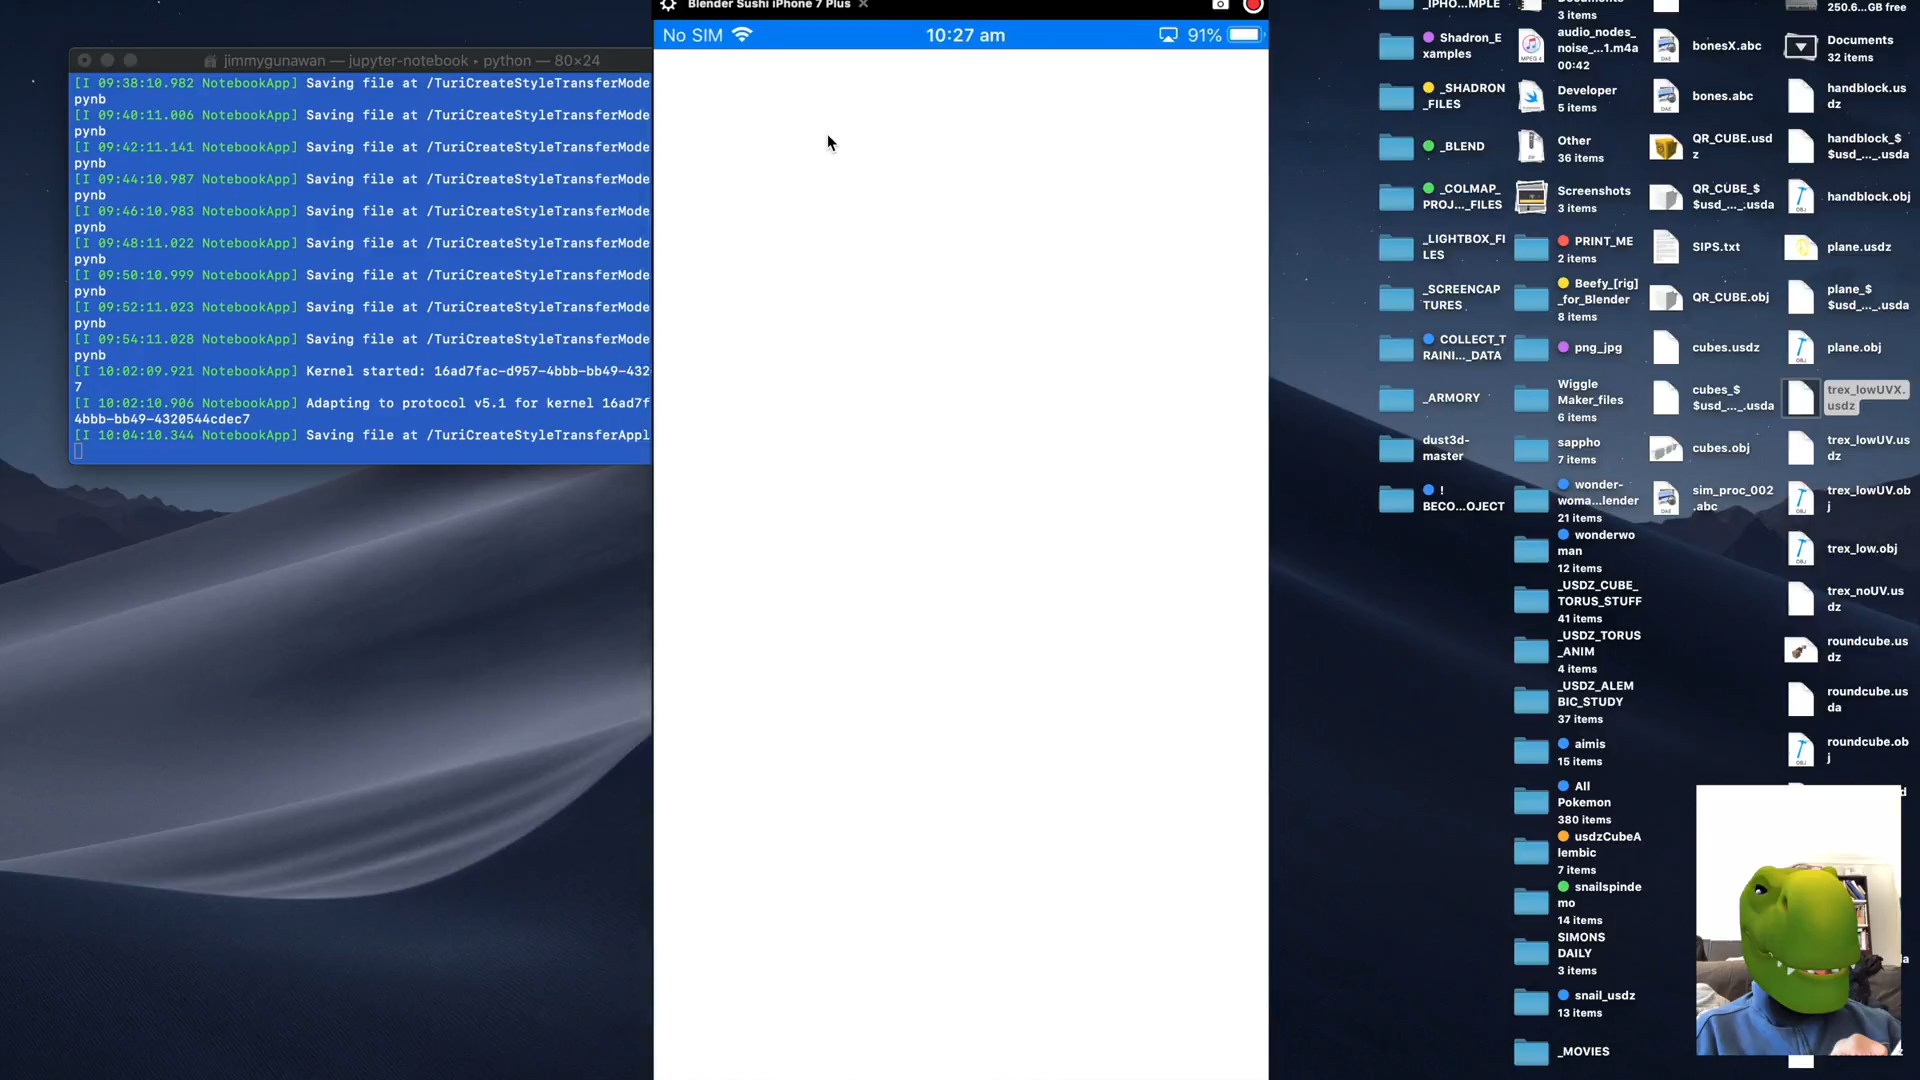 jimmygunawan — jupyter-notebook • python — 80×24
[I 09:38:10.982 NotebookApp] Saving file at /TuriCreateStyleTransferMode
pynb
[I 09:40:11.006 NotebookApp] Saving file at /TuriCreateStyleTransferMode
pynb
[I 09:42:11.141 NotebookApp] Saving file at /TuriCreateStyleTransferMode
pynb
[I 09:44:10.987 NotebookApp] Saving file at /TuriCreateStyleTransferMode
pynb
[I 09:46:10.983 NotebookApp] Saving file at /TuriCreateStyleTransferMode
pynb
[I 09:48:11.022 NotebookApp] Saving file at /TuriCreateStyleTransferMode
pynb
[I 09:50:10.999 NotebookApp] Saving file at /TuriCreateStyleTransferMode
pynb
[I 09:52:11.023 NotebookApp] Saving file at /TuriCreateStyleTransferMode
pynb
[I 09:54:11.028 NotebookApp] Saving file at /TuriCreateStyleTransferMode
pynb
[I 10:02:09.921 NotebookApp] Kernel started: 16ad7fac-d957-4bbb-bb49-432
7
[I 10:02:10.906 NotebookApp] Adapting to protocol v5.1 for kernel 16ad7f
4bbb-bb49-4320544cdec7
[I 10:04:10.344 NotebookApp] Saving file at /TuriCreateStyleTransferAppl
Blender Sushi iPhone 7 Plus
No SIM
10:27 am
91%
_IPHO...MPLE
Shadron_E
xamples
_SHADRON
_FILES
_BLEND
_COLMAP_
PROJ..._FILES
_LIGHTBOX_FI
LES
_SCREENCAP
TURES
COLLECT_T
RAINI..._DATA
_ARMORY
dust3d-
master
!
BECO...OJECT
Documents
3 items
audio_nodes_
noise_...1.m4a
00:42
Developer
5 items
Other
36 items
Screenshots
3 items
PRINT_ME
2 items
Beefy_[rig]
_for_Blender
8 items
png_jpg
Wiggle
Maker_files
6 items
sappho
7 items
wonder-
woma...lender
21 items
wonderwo
man
12 items
_USDZ_CUBE_
TORUS_STUFF
41 items
_USDZ_TORUS
_ANIM
4 items
_USDZ_ALEM
BIC_STUDY
37 items
aimis
15 items
All
Pokemon
380 items
usdzCubeA
lembic
7 items
snailspinde
mo
14 items
SIMONS
DAILY
3 items
snail_usdz
13 items
_MOVIES
bonesX.abc
bones.abc
QR_CUBE.usd
z
QR_CUBE_$
$usd_..._.usda
SIPS.txt
QR_CUBE.obj
cubes.usdz
cubes_$
$usd_..._.usda
cubes.obj
sim_proc_002
.abc
250.6...GB free
Documents
32 items
handblock.us
dz
handblock_$
$usd_..._.usda
handblock.obj
plane.usdz
plane_$
$usd_..._.usda
plane.obj
trex_lowUVX.
usdz
trex_lowUV.us
dz
trex_lowUV.ob
j
trex_low.obj
trex_noUV.us
dz
roundcube.us
dz
roundcube.us
da
roundcube.ob
j